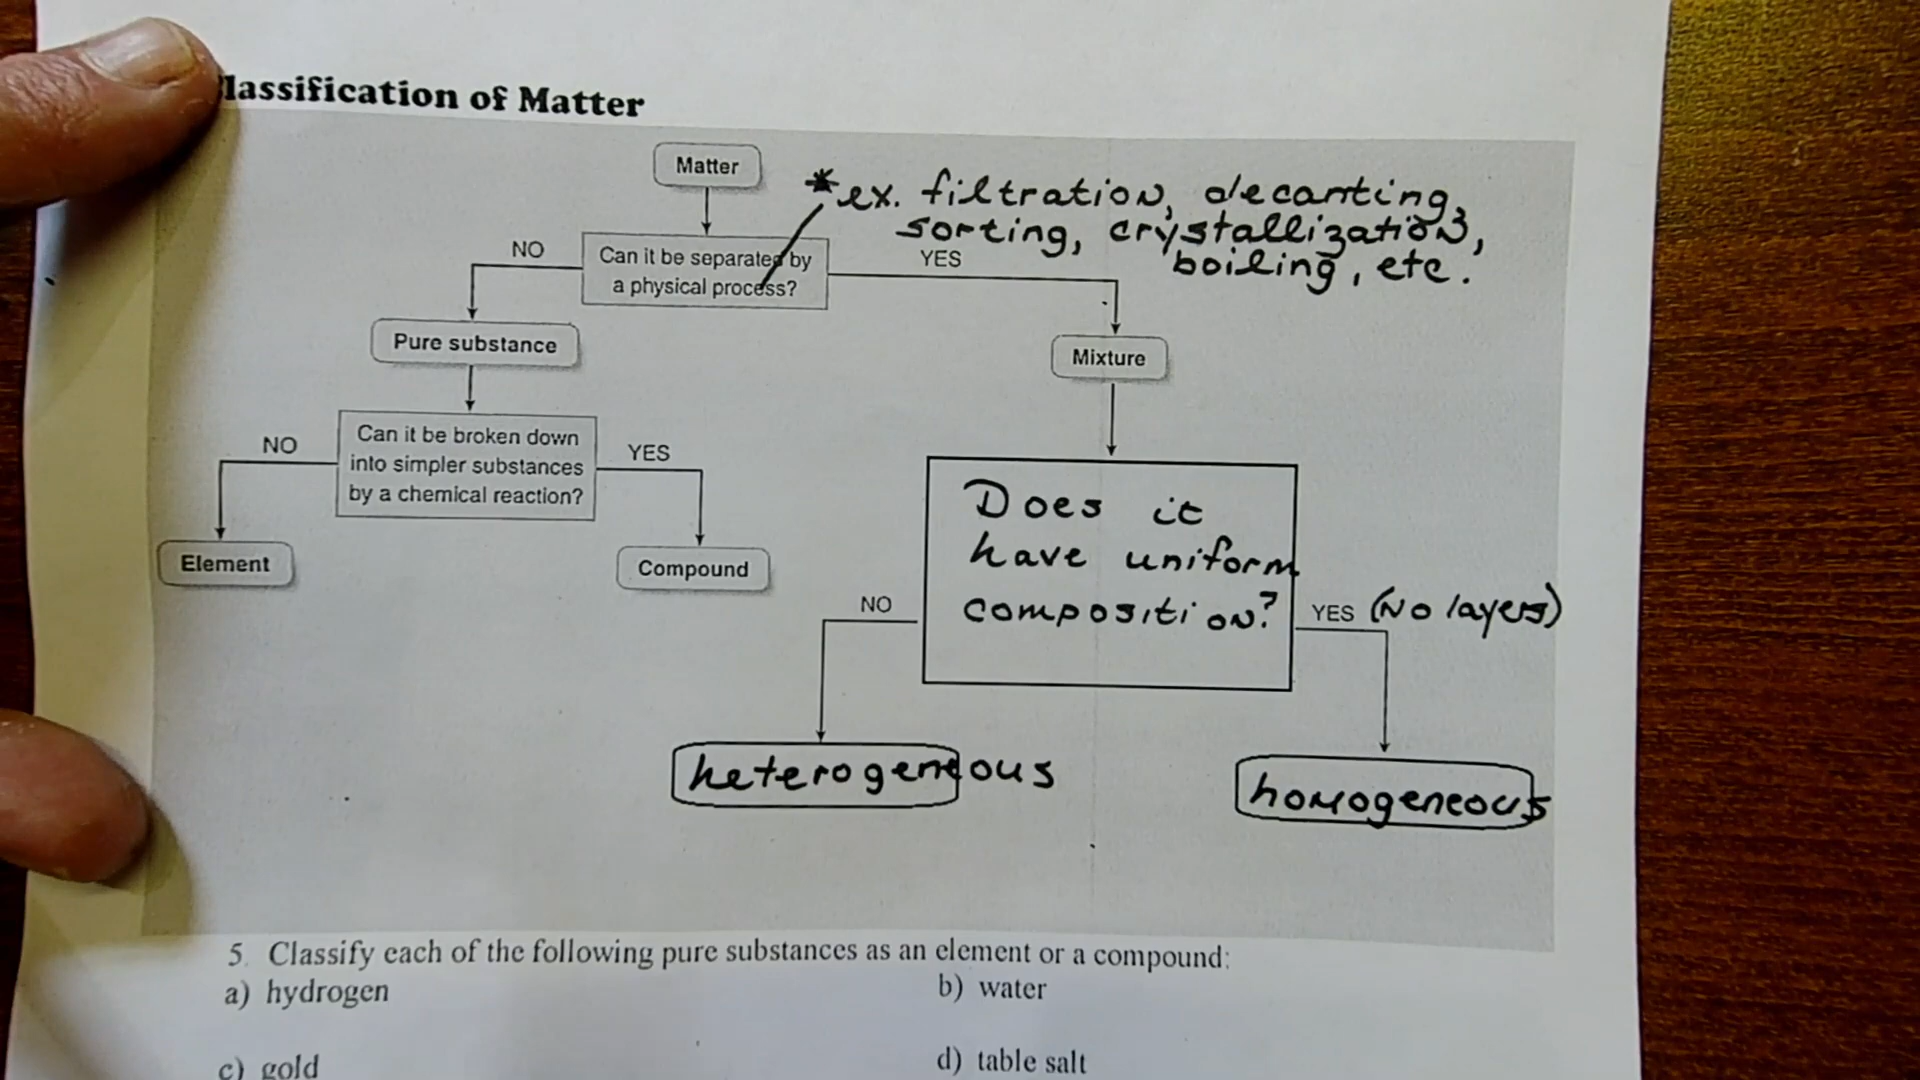 lassification of Matter
Matter
*ex. filtration, decanting,
sorting, crystallization,
boiling, etc.
NO
Can it be separated by
a physical process?
YES
Pure substance
Mixture
NO
Can it be broken down
into simpler substances
by a chemical reaction?
YES
Element
Compound
Does it
have uniform
composition?
NO
YES (No layers)
heterogeneous
homogeneous
5. Classify each of the following pure substances as an element or a compound:
a) hydrogen
b) water
c) gold
d) table salt